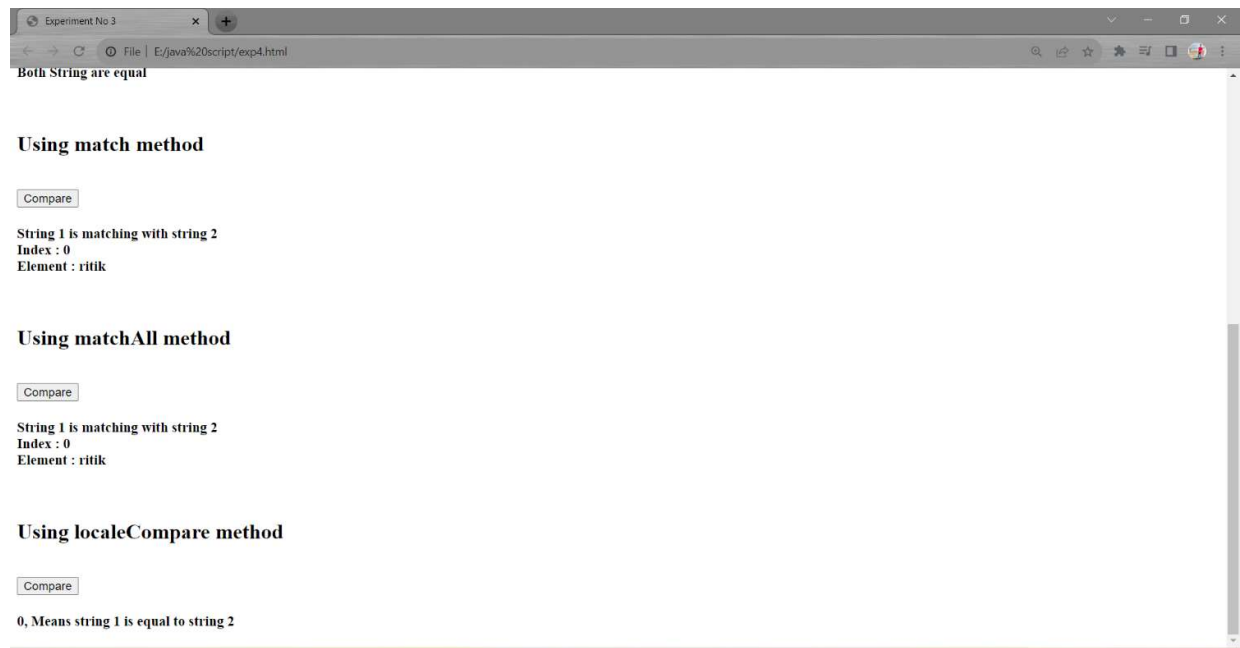 Experiment No 3
File | E:/java%20script/exp4.html
Both String are equal
Using match method
Compare
String 1 is matching with string 2
Index : 0
Element : ritik
Using matchAll method
Compare
String 1 is matching with string 2
Index : 0
Element : ritik
Using localeCompare method
Compare
0, Means string 1 is equal to string 2